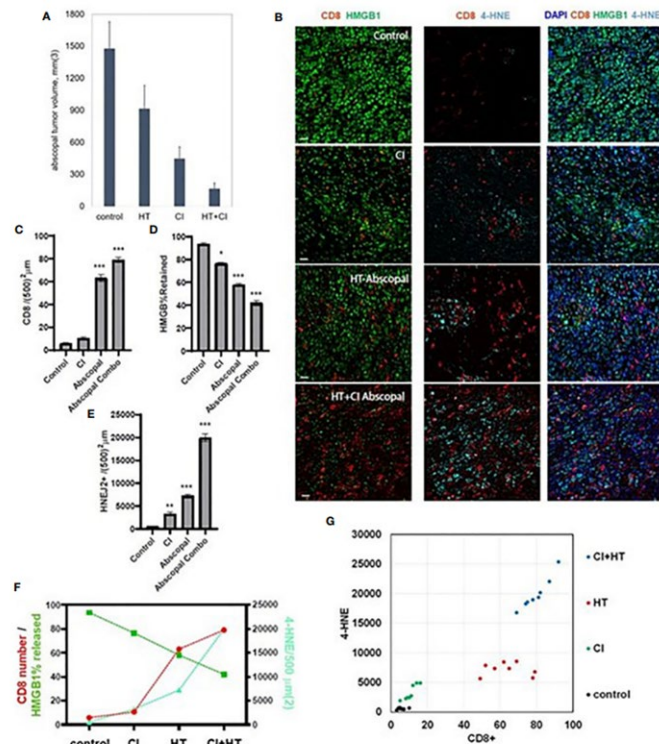 A
abscopal tumor volume, mm(3)
1800
1500
1200
900
600
300
0
control HT CI HT+CI
B
CD8 HMGB1
CD8 4-HNE
DAPI CD8 HMGB1 4-HNE
Control
CI
HT-Abscopal
HT+CI Abscopal
C
CD8 /(500)²µm
100
80
60
40
20
0
***
***
Control
CI
Abscopal
Abscopal Combo
D
HMGB%Retained
100
80
60
40
20
0
*
***
***
Control
CI
Abscopal
Abscopal Combo
E
HNEJ2+ /(500)²µm
25000
20000
15000
10000
5000
0
**
***
***
Control
CI
Abscopal
Abscopal Combo
F
CD8 number /
HMGB1% released
100
80
60
40
20
0
25000
20000
15000
10000
5000
0
4-HNE/500 µm(2)
control CI HT CI+HT
G
4-HNE
30000
25000
20000
15000
10000
5000
0
0 20 40 60 80 100
CD8+
CI+HT
HT
CI
control